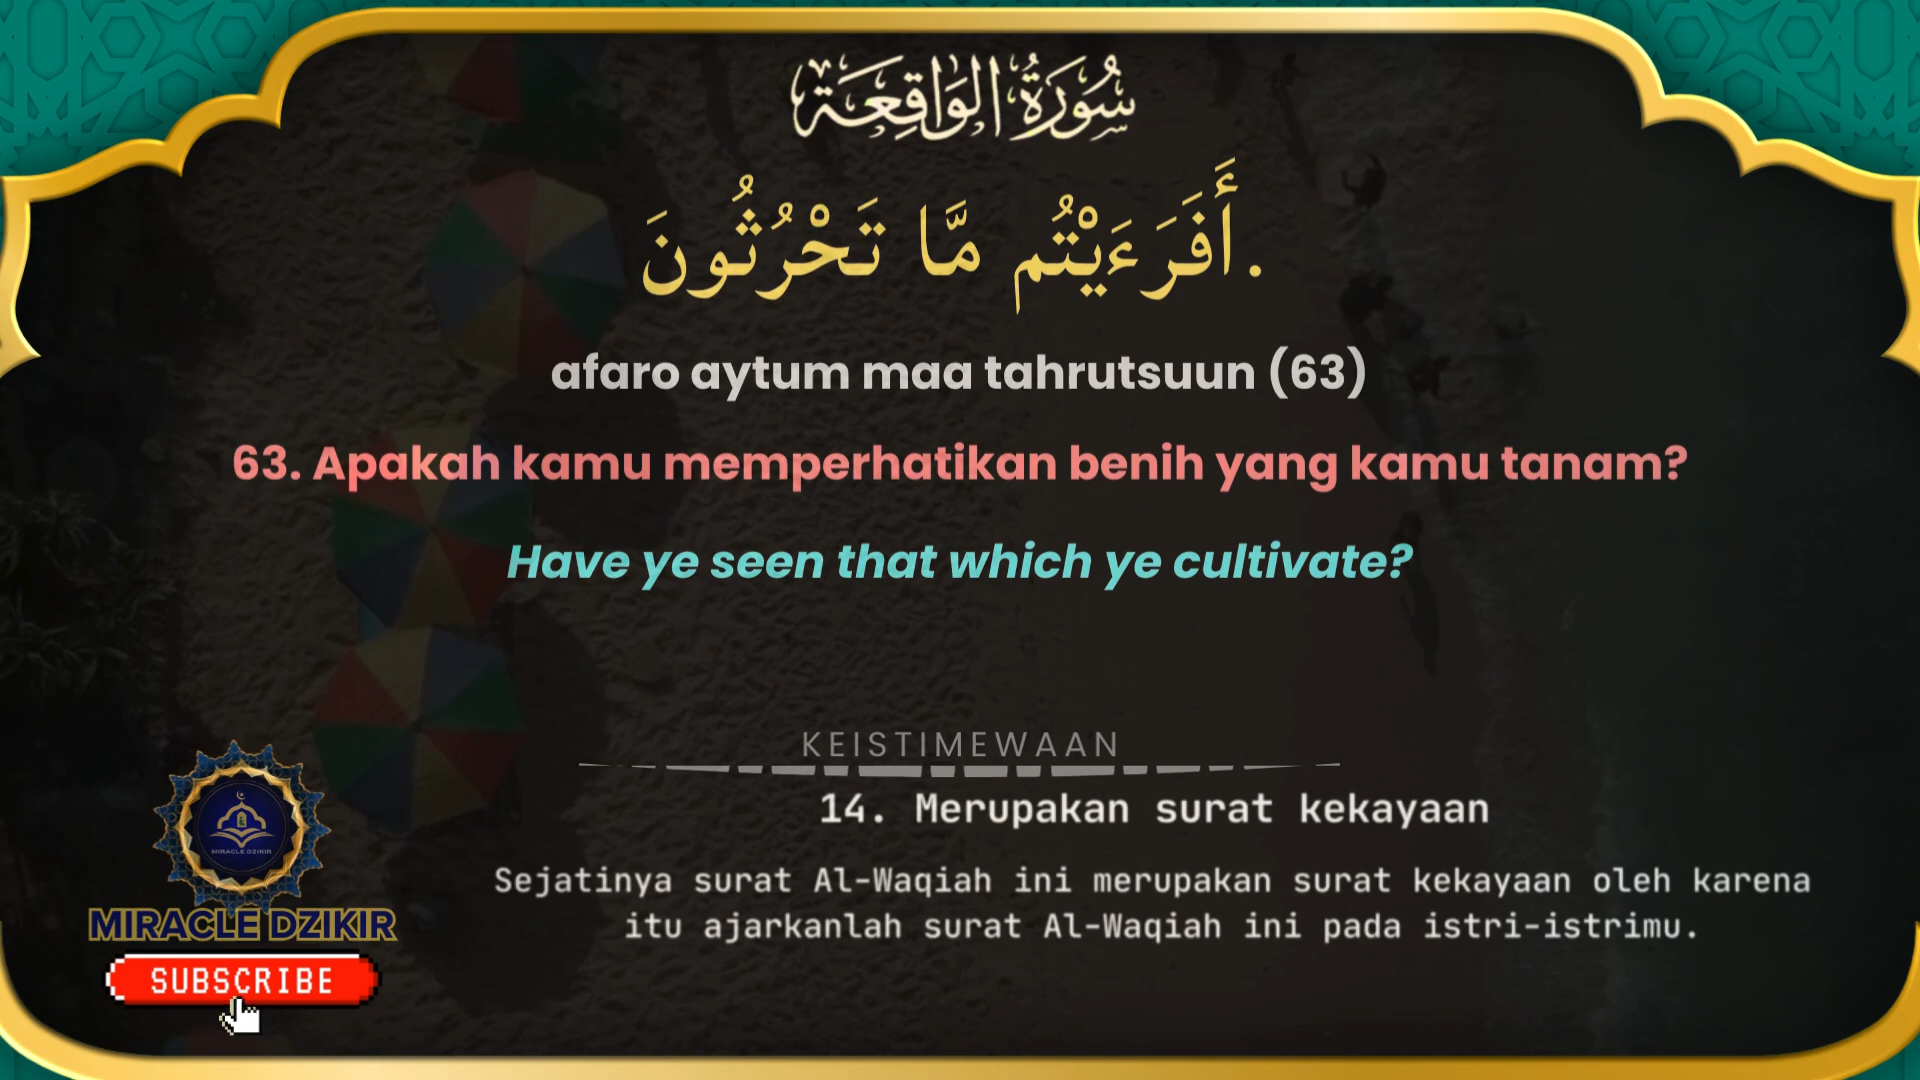 سُورَةُ الوَاقِعَة
أَفَرَءَيْتُم مَّا تَحْرُثُونَ.
afaro aytum maa tahrutsuun (63)
63. Apakah kamu memperhatikan benih yang kamu tanam?
Have ye seen that which ye cultivate?
KEISTIMEWAAN
14. Merupakan surat kekayaan
Sejatinya surat Al-Waqiah ini merupakan surat kekayaan oleh karena
itu ajarkanlah surat Al-Waqiah ini pada istri-istrimu.
MIRACLE DZIKIR
MIRACLE DZIKIR
SUBSCRIBE